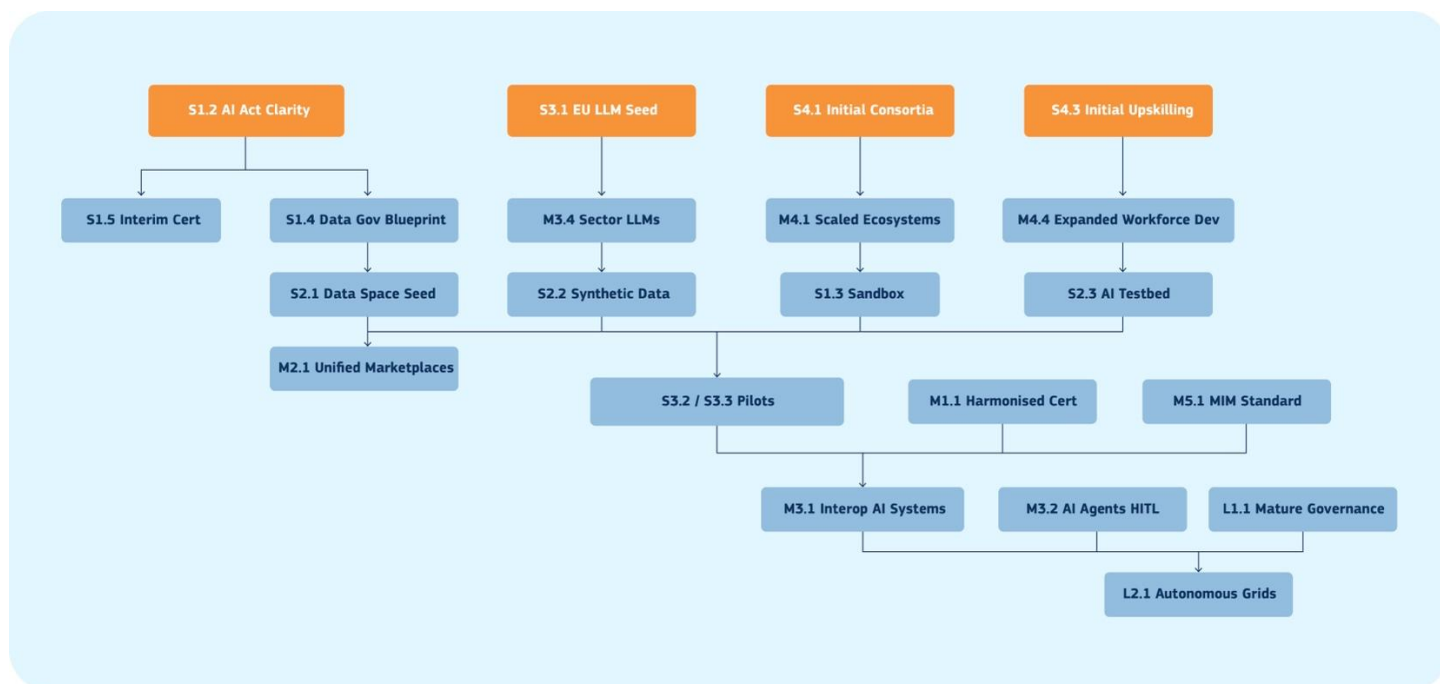 S1.2 AI Act Clarity
S3.1 EU LLM Seed
S4.1 Initial Consortia
S4.3 Initial Upskilling
S1.5 Interim Cert
S1.4 Data Gov Blueprint
M3.4 Sector LLMs
M4.1 Scaled Ecosystems
M4.4 Expanded Workforce Dev
S2.1 Data Space Seed
S2.2 Synthetic Data
S1.3 Sandbox
S2.3 AI Testbed
M2.1 Unified Marketplaces
S3.2 / S3.3 Pilots
M1.1 Harmonised Cert
M5.1 MIM Standard
M3.1 Interop AI Systems
M3.2 AI Agents HITL
L1.1 Mature Governance
L2.1 Autonomous Grids